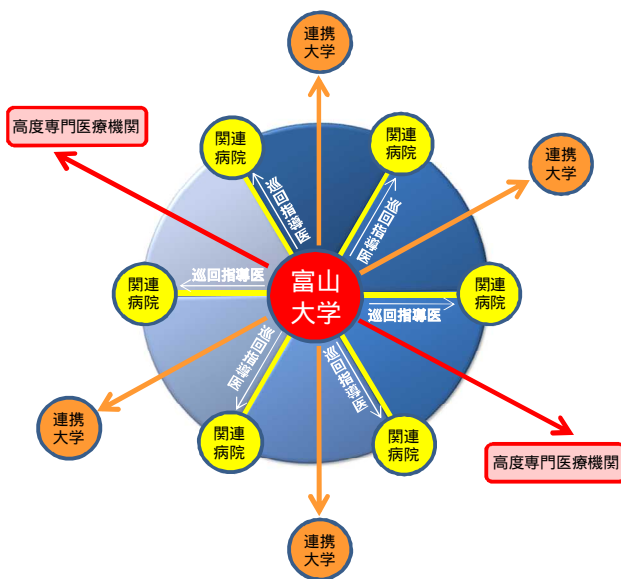 連携
大学
高度専門医療機関
関連
病院
関連
病院
連携
大学
巡回指導医
巡回指導医
関連
病院
巡回指導医
富山
大学
巡回指導医
関連
病院
巡回指導医
巡回指導医
連携
大学
関連
病院
関連
病院
高度専門医療機関
連携
大学